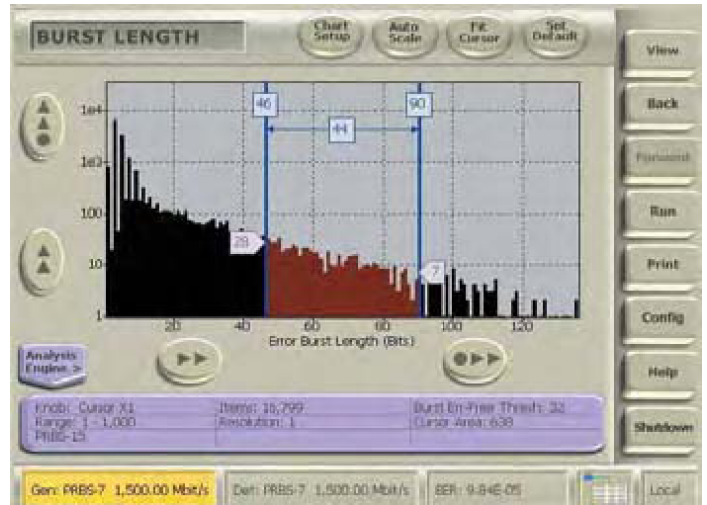 BURST LENGTH
Chart Setup
Auto Scale
Fit Cursor
Set Default
View
Back
Forward
Run
Print
Config
Help
Shutdown
1e4
1e3
100
10
1
46
90
44
28
7
20 40 60 80 100 120
Error Burst Length (Bits)
Analysis Engine >
Knob: Cursor X1
Range: 1 - 1,000
PRBS-15
Items: 16,799
Resolution: 1
Burst Err-Free Thresh: 32
Cursor Area: 638
Gen: PRBS-7 1,500.00 Mbit/s
Det: PRBS-7 1,500.00 Mbit/s
BER: 9.84E-05
Local